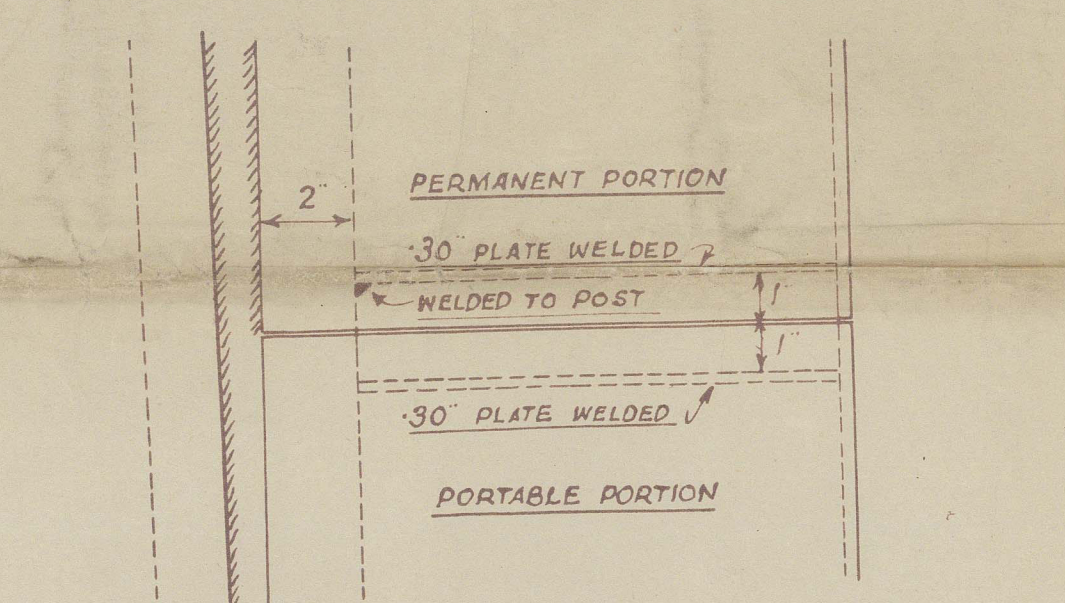 PERMANENT PORTION
2"
·30" PLATE WELDED
WELDED TO POST
1"
1"
·30" PLATE WELDED
PORTABLE PORTION